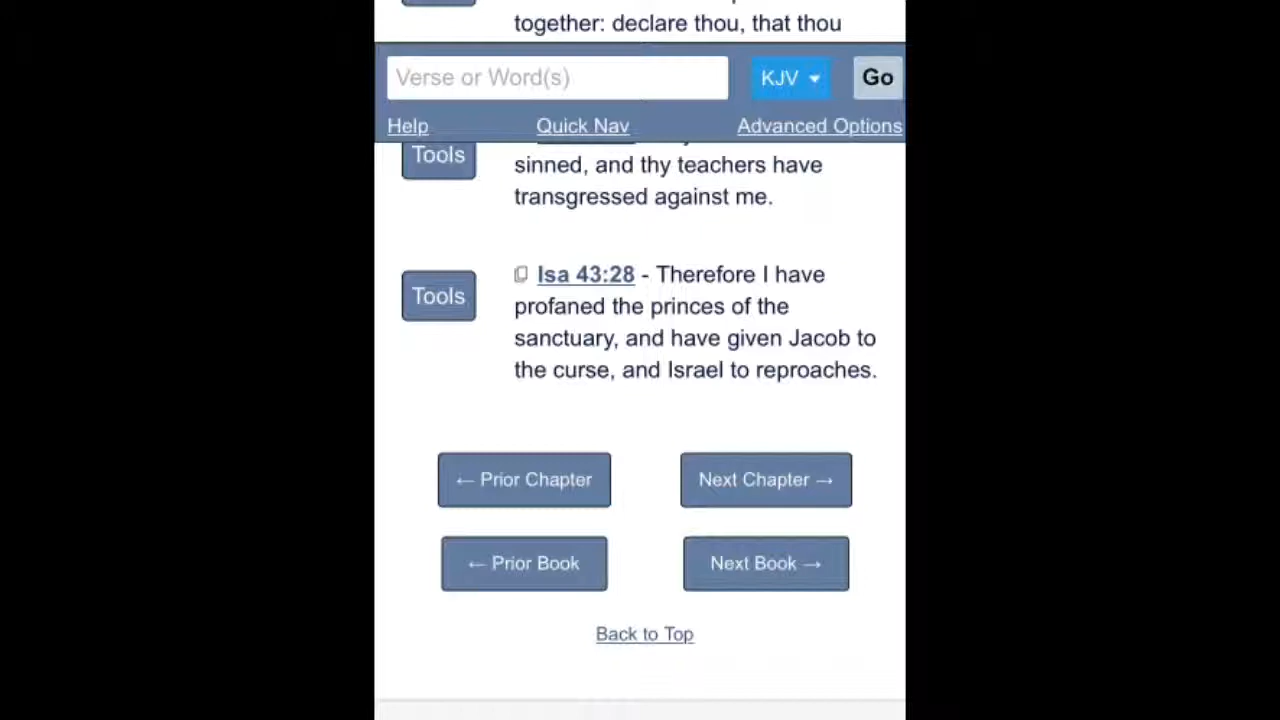 together: declare thou, that thou
Verse or Word(s)
KJV
Go
Help
Quick Nav
Advanced Options
Tools
sinned, and thy teachers have
transgressed against me.
Tools
Isa 43:28 - Therefore I have
profaned the princes of the
sanctuary, and have given Jacob to
the curse, and Israel to reproaches.
← Prior Chapter
Next Chapter →
← Prior Book
Next Book →
Back to Top